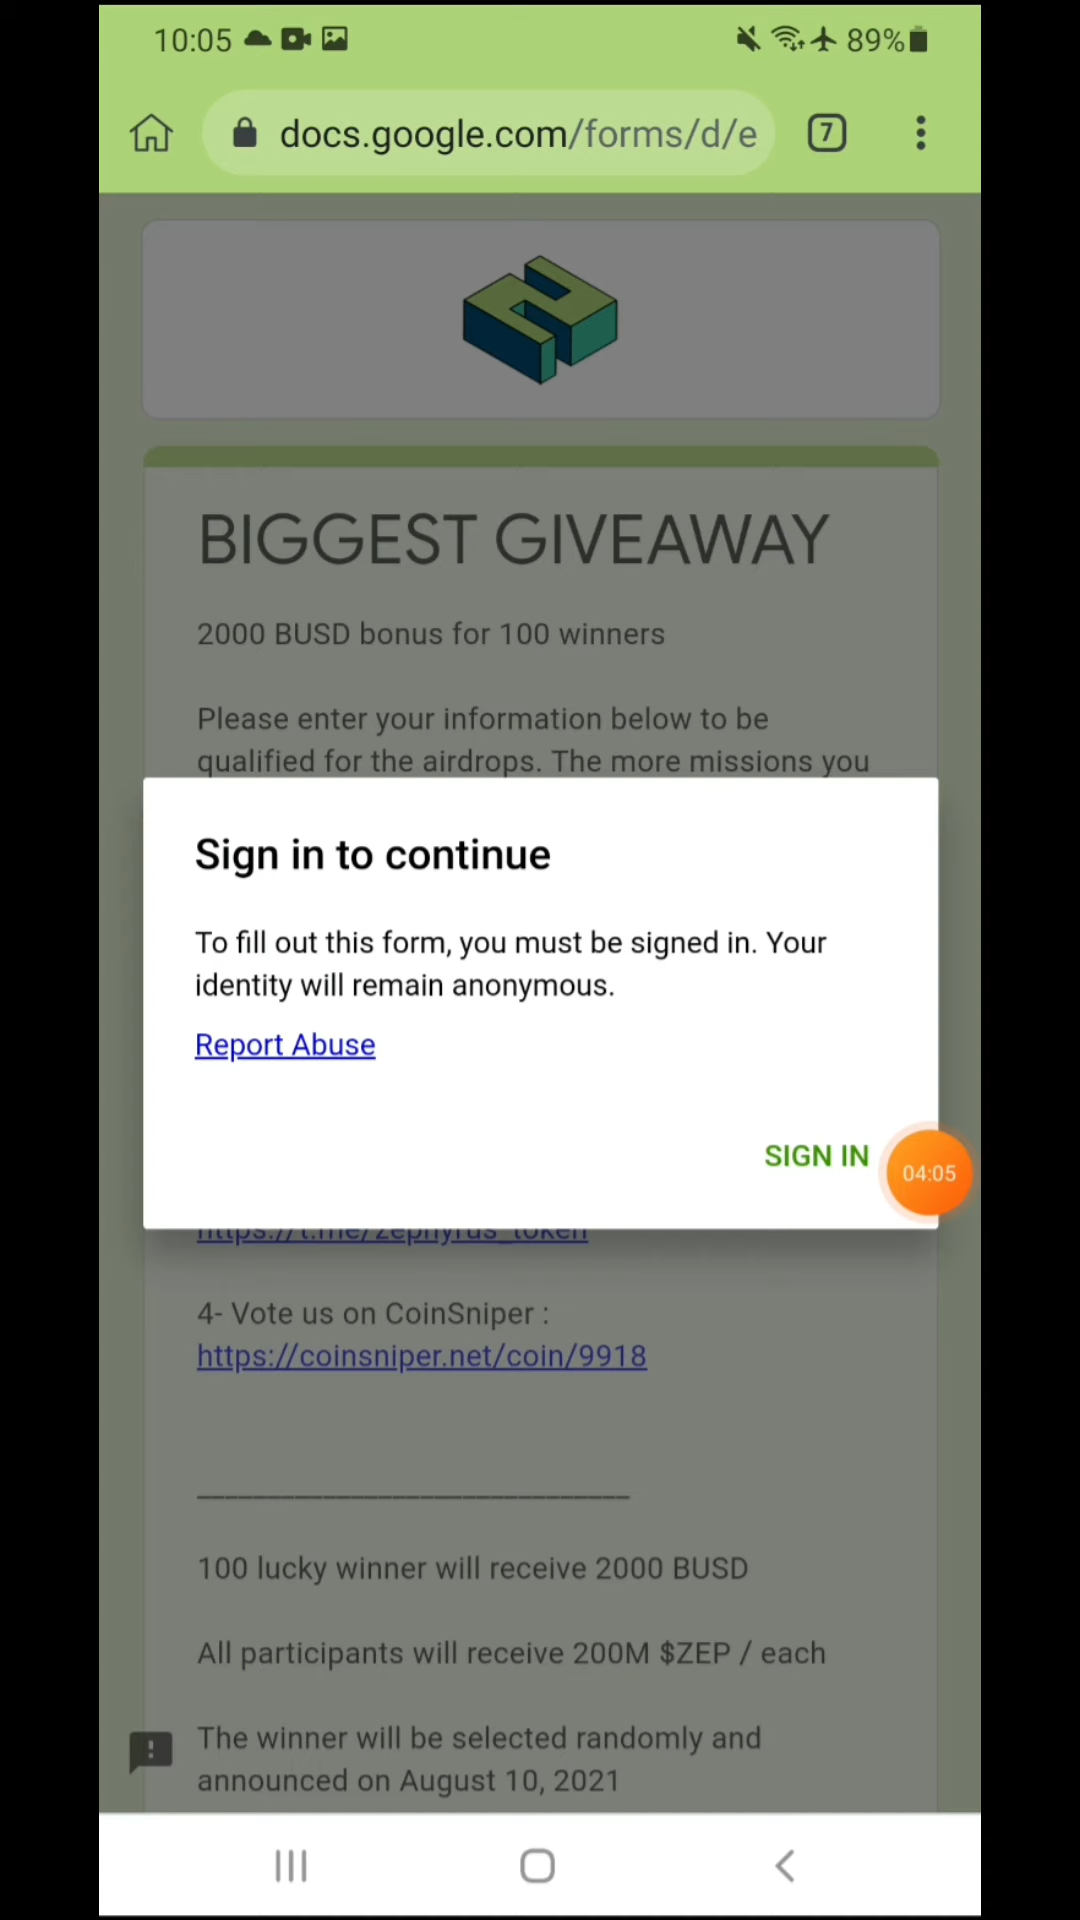 10:05
89%
docs.google.com/forms/d/e
7
BIGGEST GIVEAWAY
2000 BUSD bonus for 100 winners
Please enter your information below to be
qualified for the airdrops. The more missions you
Sign in to continue
To fill out this form, you must be signed in. Your
identity will remain anonymous.
Report Abuse
SIGN IN
04:05
https://t.me/zephyrus_token
4- Vote us on CoinSniper :
https://coinsniper.net/coin/9918
100 lucky winner will receive 2000 BUSD
All participants will receive 200M $ZEP / each
The winner will be selected randomly and
announced on August 10, 2021